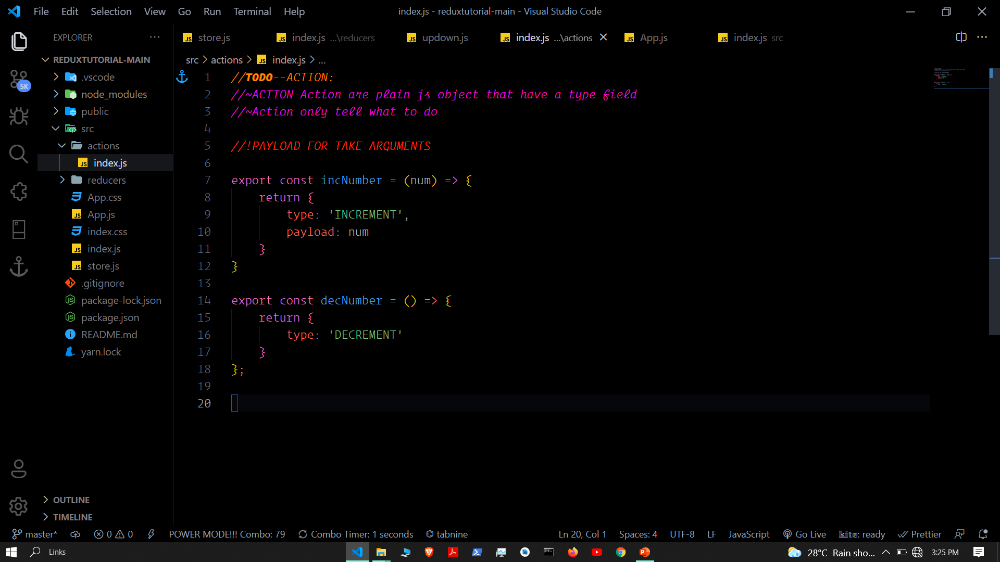 File Edit Selection View Go Run Terminal Help
index.js - reduxtutorial-main - Visual Studio Code
EXPLORER
store.js
index.js ...\reducers
updown.js
index.js ...\actions
App.js
index.js src
REDUXTUTORIAL-MAIN
.vscode
node_modules
public
src
actions
index.js
reducers
App.css
App.js
index.css
index.js
store.js
.gitignore
package-lock.json
package.json
README.md
yarn.lock
OUTLINE
TIMELINE
5K
src > actions > index.js > ...
1 //TODO--ACTION:
2 //~ACTION-Action are plain js object that have a type field
3 //~Action only tell what to do
4
5 //!PAYLOAD FOR TAKE ARGUMENTS
6
7 export const incNumber = (num) => {
8 return {
9 type: 'INCREMENT',
10 payload: num
11 }
12 }
13
14 export const decNumber = () => {
15 return {
16 type: 'DECREMENT'
17 }
18 };
19
20
master* 0 0 POWER MODE!!! Combo: 79 Combo Timer: 1 seconds tabnine Ln 20, Col 1 Spaces: 4 UTF-8 LF JavaScript Go Live kite: ready Prettier
Links
28°C Rain sho... 3:25 PM